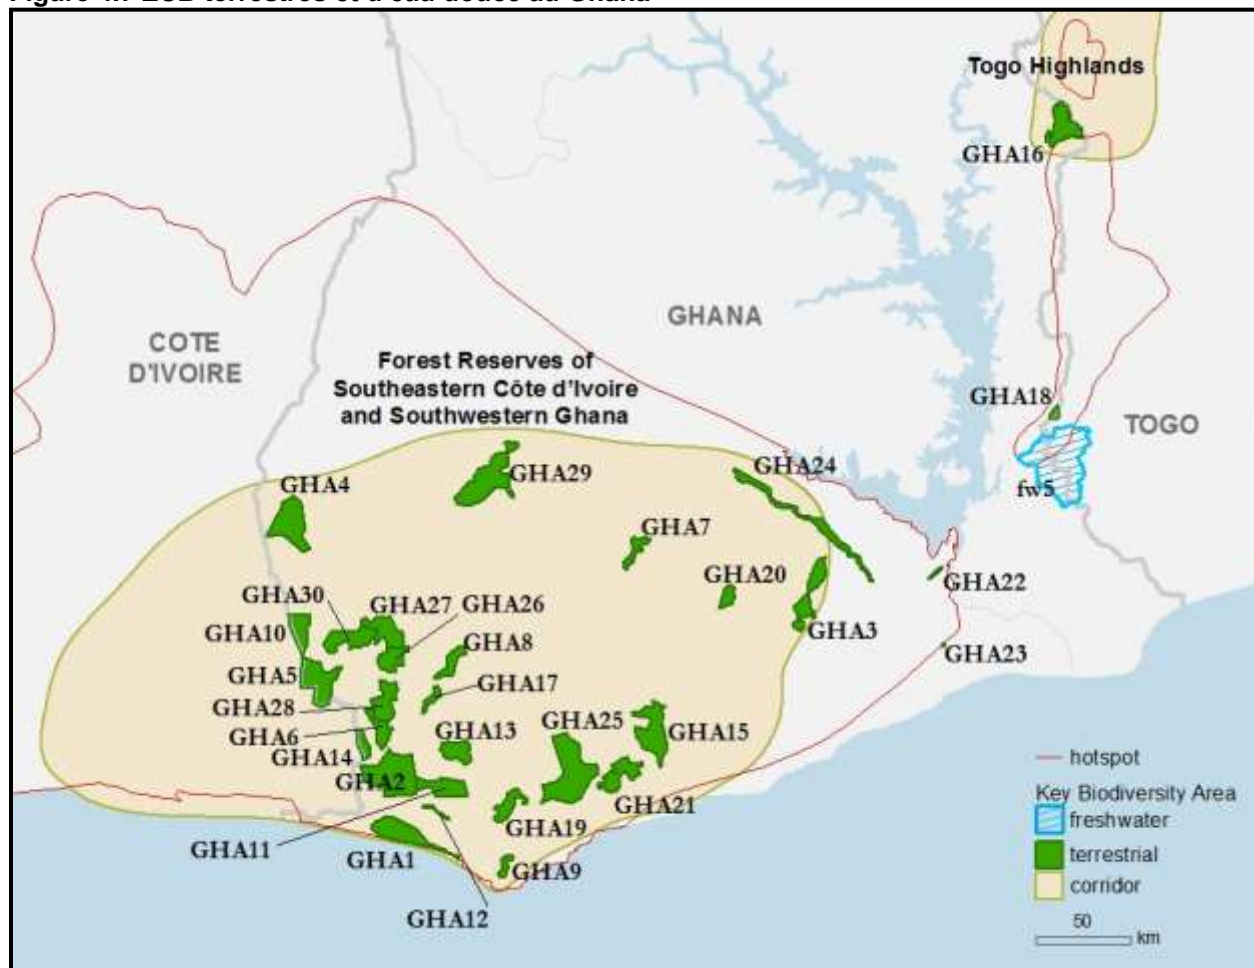 Togo Highlands
GHA16
GHANA
COTE
D'IVOIRE
Forest Reserves of
Southeastern Côte d'Ivoire
and Southwestern Ghana
GHA18
TOGO
GHA24
GHA29
GHA4
fw5
GHA7
GHA20
GHA22
GHA30
GHA27
GHA26
GHA10
GHA3
GHA8
GHA23
GHA5
GHA17
GHA28
GHA25
GHA6
GHA13
GHA15
GHA14
GHA2
GHA21
GHA19
GHA11
GHA1
GHA9
GHA12
hotspot
Key Biodiversity Area
freshwater
terrestrial
corridor
50
km